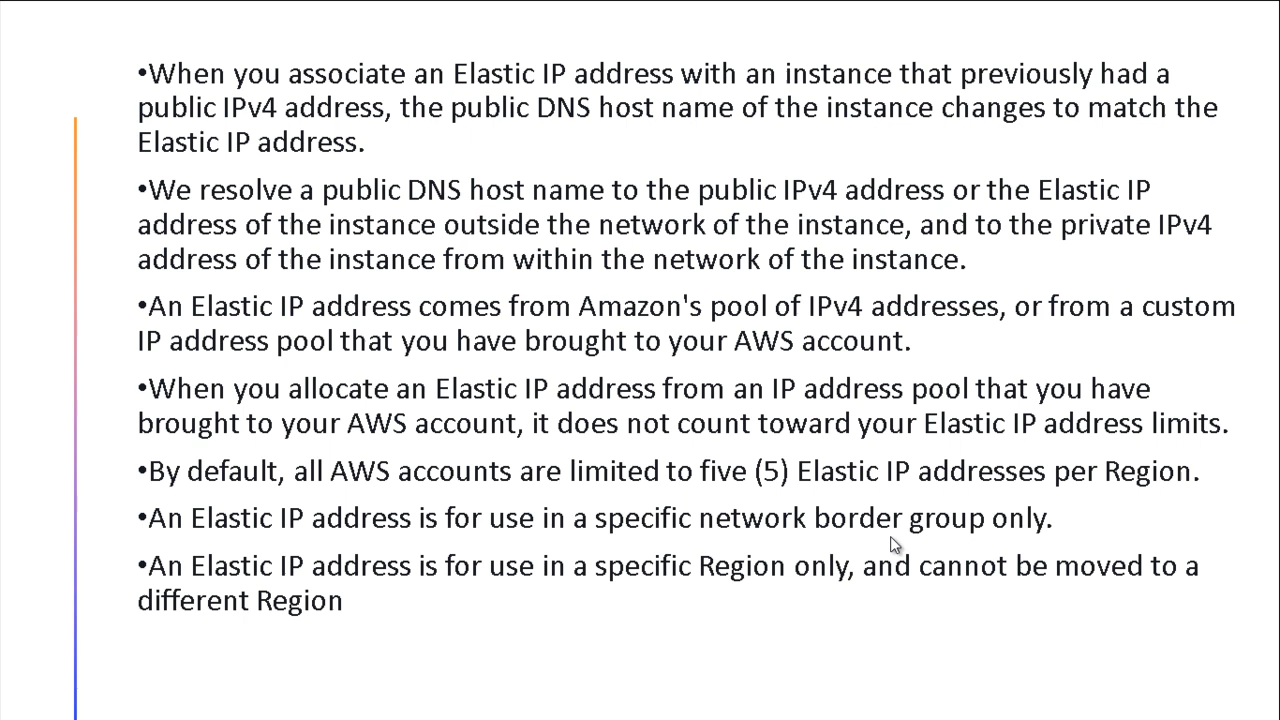 •When you associate an Elastic IP address with an instance that previously had a
public IPv4 address, the public DNS host name of the instance changes to match the
Elastic IP address.
•We resolve a public DNS host name to the public IPv4 address or the Elastic IP
address of the instance outside the network of the instance, and to the private IPv4
address of the instance from within the network of the instance.
•An Elastic IP address comes from Amazon's pool of IPv4 addresses, or from a custom
IP address pool that you have brought to your AWS account.
•When you allocate an Elastic IP address from an IP address pool that you have
brought to your AWS account, it does not count toward your Elastic IP address limits.
•By default, all AWS accounts are limited to five (5) Elastic IP addresses per Region.
•An Elastic IP address is for use in a specific network border group only.
•An Elastic IP address is for use in a specific Region only, and cannot be moved to a
different Region